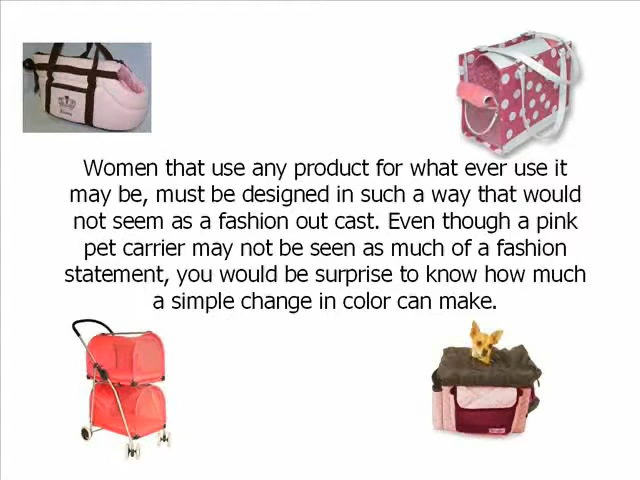 Women that use any product for what ever use it
may be, must be designed in such a way that would
not seem as a fashion out cast. Even though a pink
pet carrier may not be seen as much of a fashion
statement, you would be surprise to know how much
a simple change in color can make.